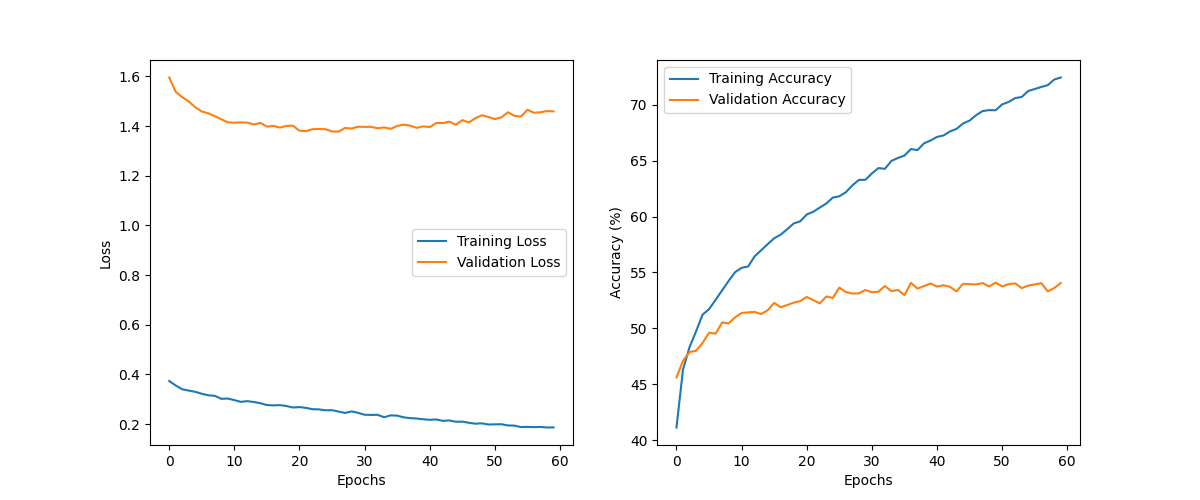 1.6
1.4
1.2
1.0
0.8
0.6
0.4
0.2
Loss
Training Loss
Validation Loss
0 10 20 30 40 50 60
Epochs
70
65
60
55
50
45
40
Accuracy (%)
Training Accuracy
Validation Accuracy
0 10 20 30 40 50 60
Epochs